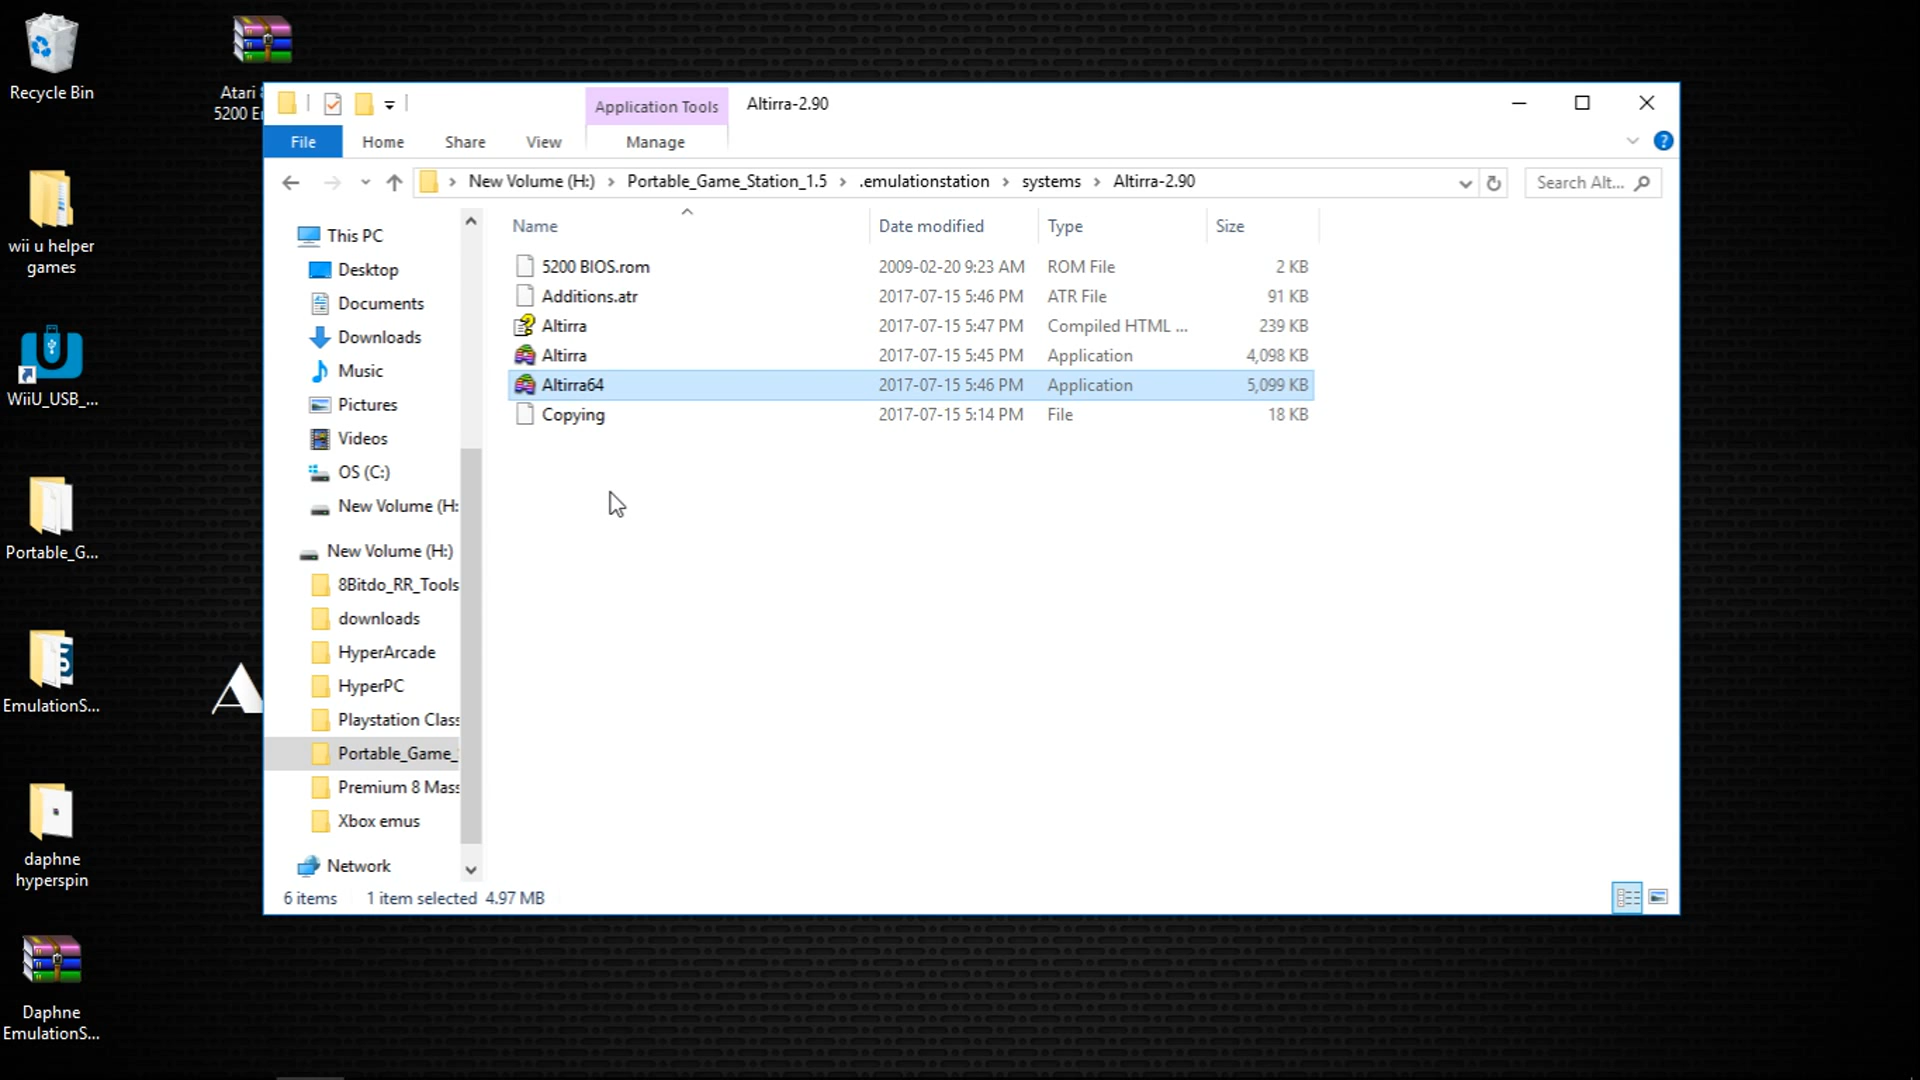 Recycle Bin
Atari
5200 E
wii u helper
games
WiiU_USB_...
Portable_G...
EmulationS...
daphne
hyperspin
Daphne
EmulationS...
Application Tools
Altirra-2.90
File
Home
Share
View
Manage
New Volume (H:) › Portable_Game_Station_1.5 › .emulationstation › systems › Altirra-2.90
Search Alt...
This PC
Desktop
Documents
Downloads
Music
Pictures
Videos
OS (C:)
New Volume (H:
New Volume (H:)
8Bitdo_RR_Tools
downloads
HyperArcade
HyperPC
Playstation Class
Portable_Game_
Premium 8 Mass
Xbox emus
Network
Name Date modified Type Size
5200 BIOS.rom 2009-02-20 9:23 AM ROM File 2 KB
Additions.atr 2017-07-15 5:46 PM ATR File 91 KB
Altirra 2017-07-15 5:47 PM Compiled HTML ... 239 KB
Altirra 2017-07-15 5:45 PM Application 4,098 KB
Altirra64 2017-07-15 5:46 PM Application 5,099 KB
Copying 2017-07-15 5:14 PM File 18 KB
6 items 1 item selected 4.97 MB